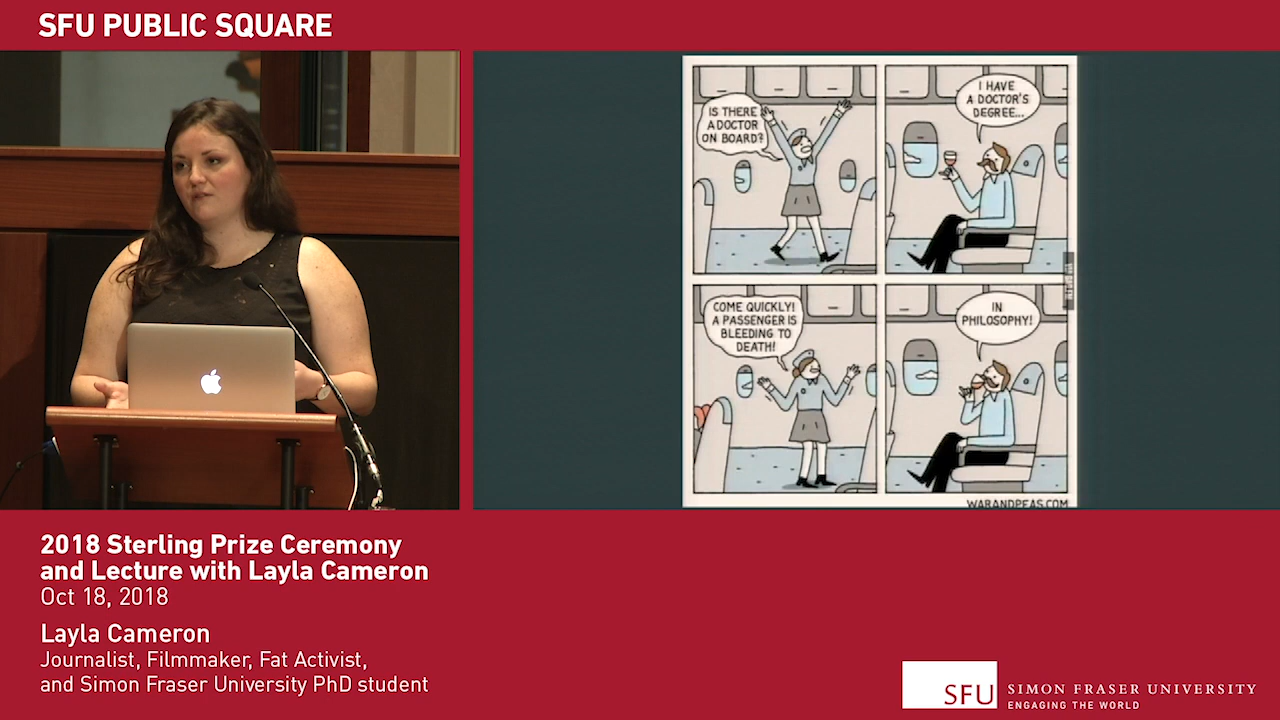 SFU PUBLIC SQUARE
IS THERE
A DOCTOR
ON BOARD?
I HAVE
A DOCTOR'S
DEGREE...
COME QUICKLY!
A PASSENGER IS
BLEEDING TO
DEATH!
IN
PHILOSOPHY!
WARANDPEAS.COM
2018 Sterling Prize Ceremony
and Lecture with Layla Cameron
Oct 18, 2018
Layla Cameron
Journalist, Filmmaker, Fat Activist,
and Simon Fraser University PhD student
SFU
SIMON FRASER UNIVERSITY
ENGAGING THE WORLD